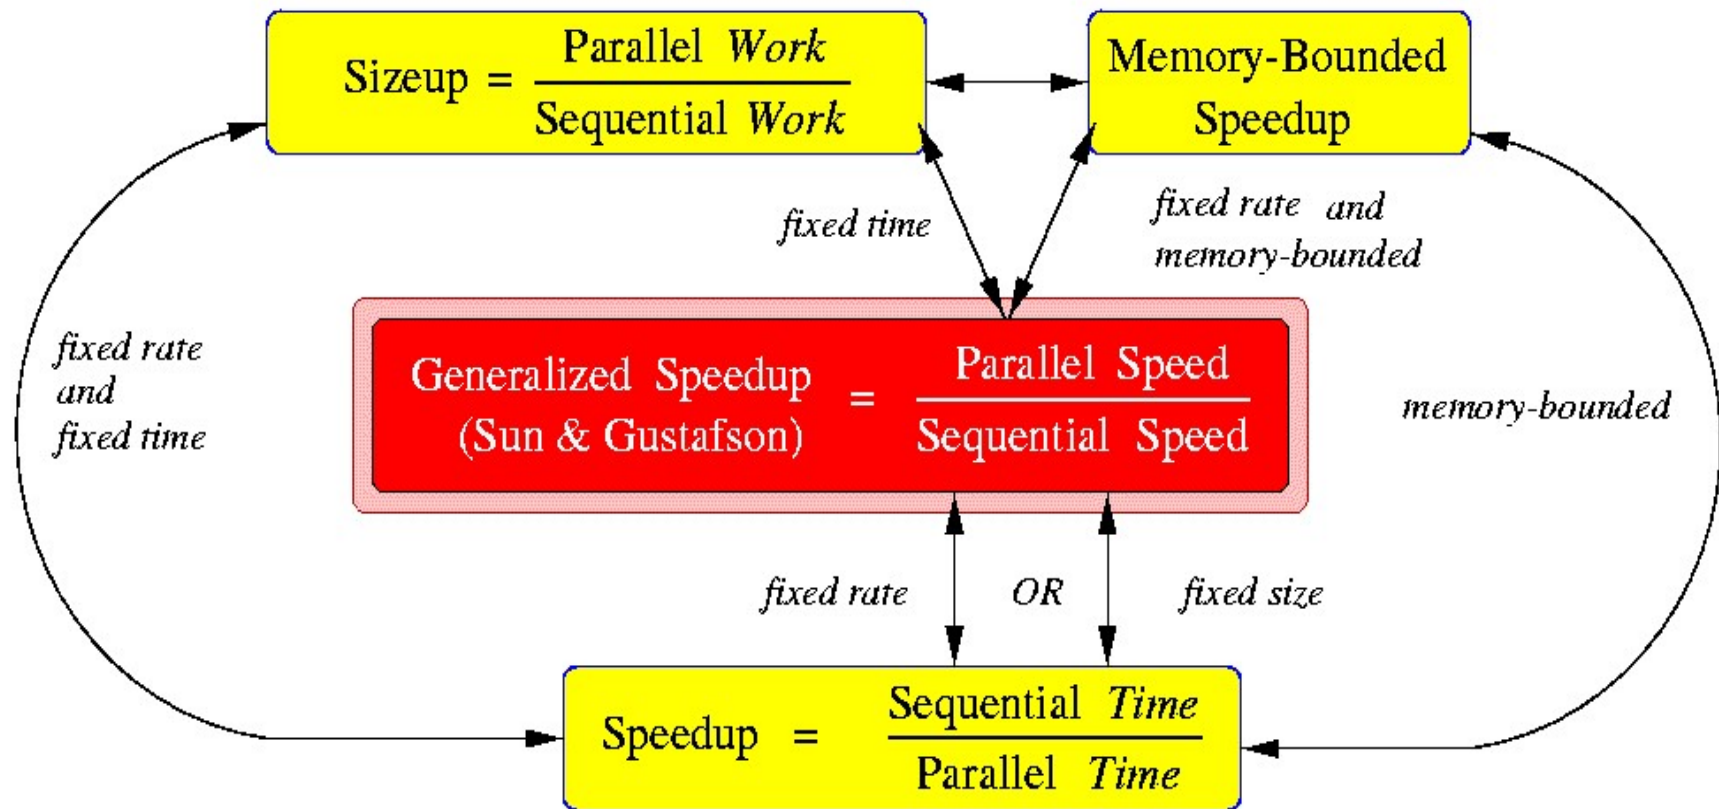 Sizeup = Parallel Work
Sequential Work
Memory-Bounded
Speedup
fixed time
fixed rate and
memory-bounded
fixed rate
and
fixed time
Generalized Speedup
(Sun & Gustafson)
=
Parallel Speed
Sequential Speed
memory-bounded
fixed rate
OR
fixed size
Speedup =
Sequential Time
Parallel Time